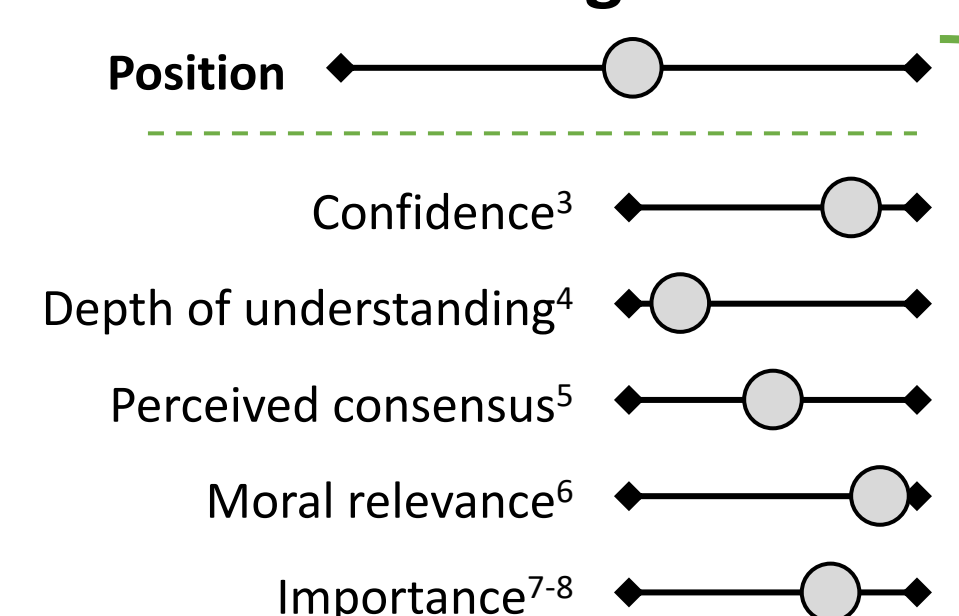 Position
Confidence³
Depth of understanding⁴
Perceived consensus⁵
Moral relevance⁶
Importance⁷⁻⁸